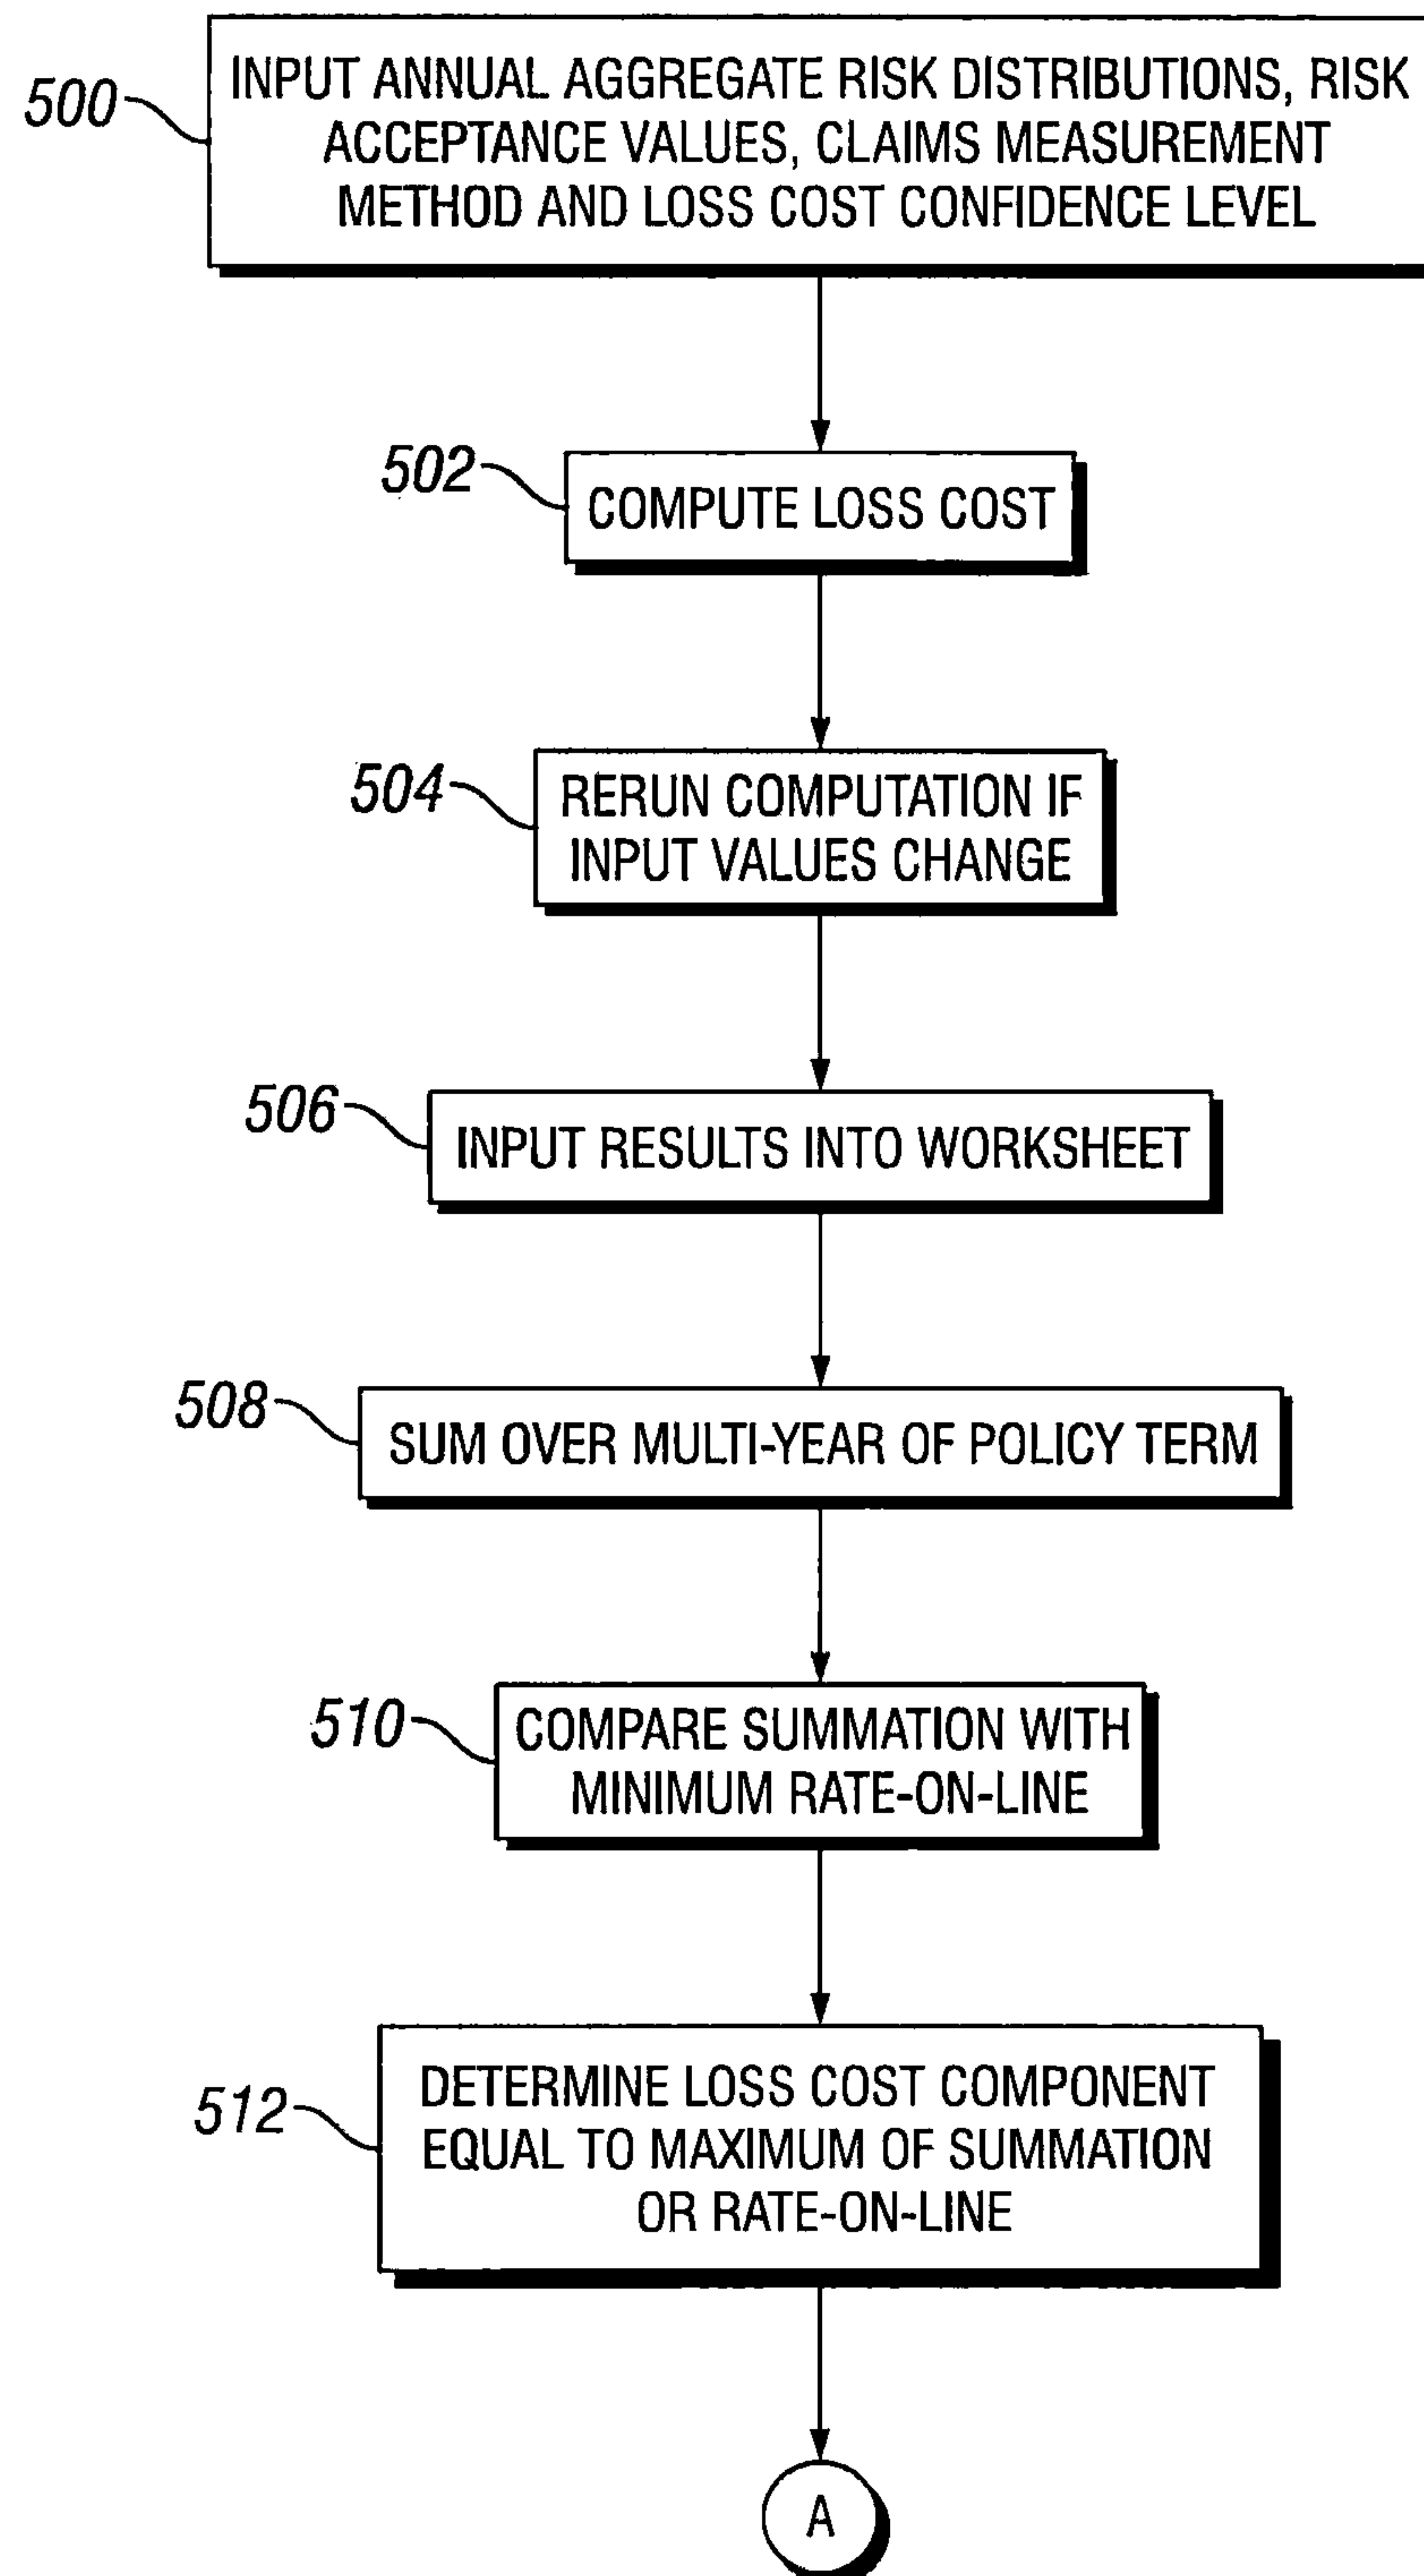 500
INPUT ANNUAL AGGREGATE RISK DISTRIBUTIONS, RISK
ACCEPTANCE VALUES, CLAIMS MEASUREMENT
METHOD AND LOSS COST CONFIDENCE LEVEL
502
COMPUTE LOSS COST
504
RERUN COMPUTATION IF
INPUT VALUES CHANGE
506
INPUT RESULTS INTO WORKSHEET
508
SUM OVER MULTI-YEAR OF POLICY TERM
510
COMPARE SUMMATION WITH
MINIMUM RATE-ON-LINE
512
DETERMINE LOSS COST COMPONENT
EQUAL TO MAXIMUM OF SUMMATION
OR RATE-ON-LINE
A